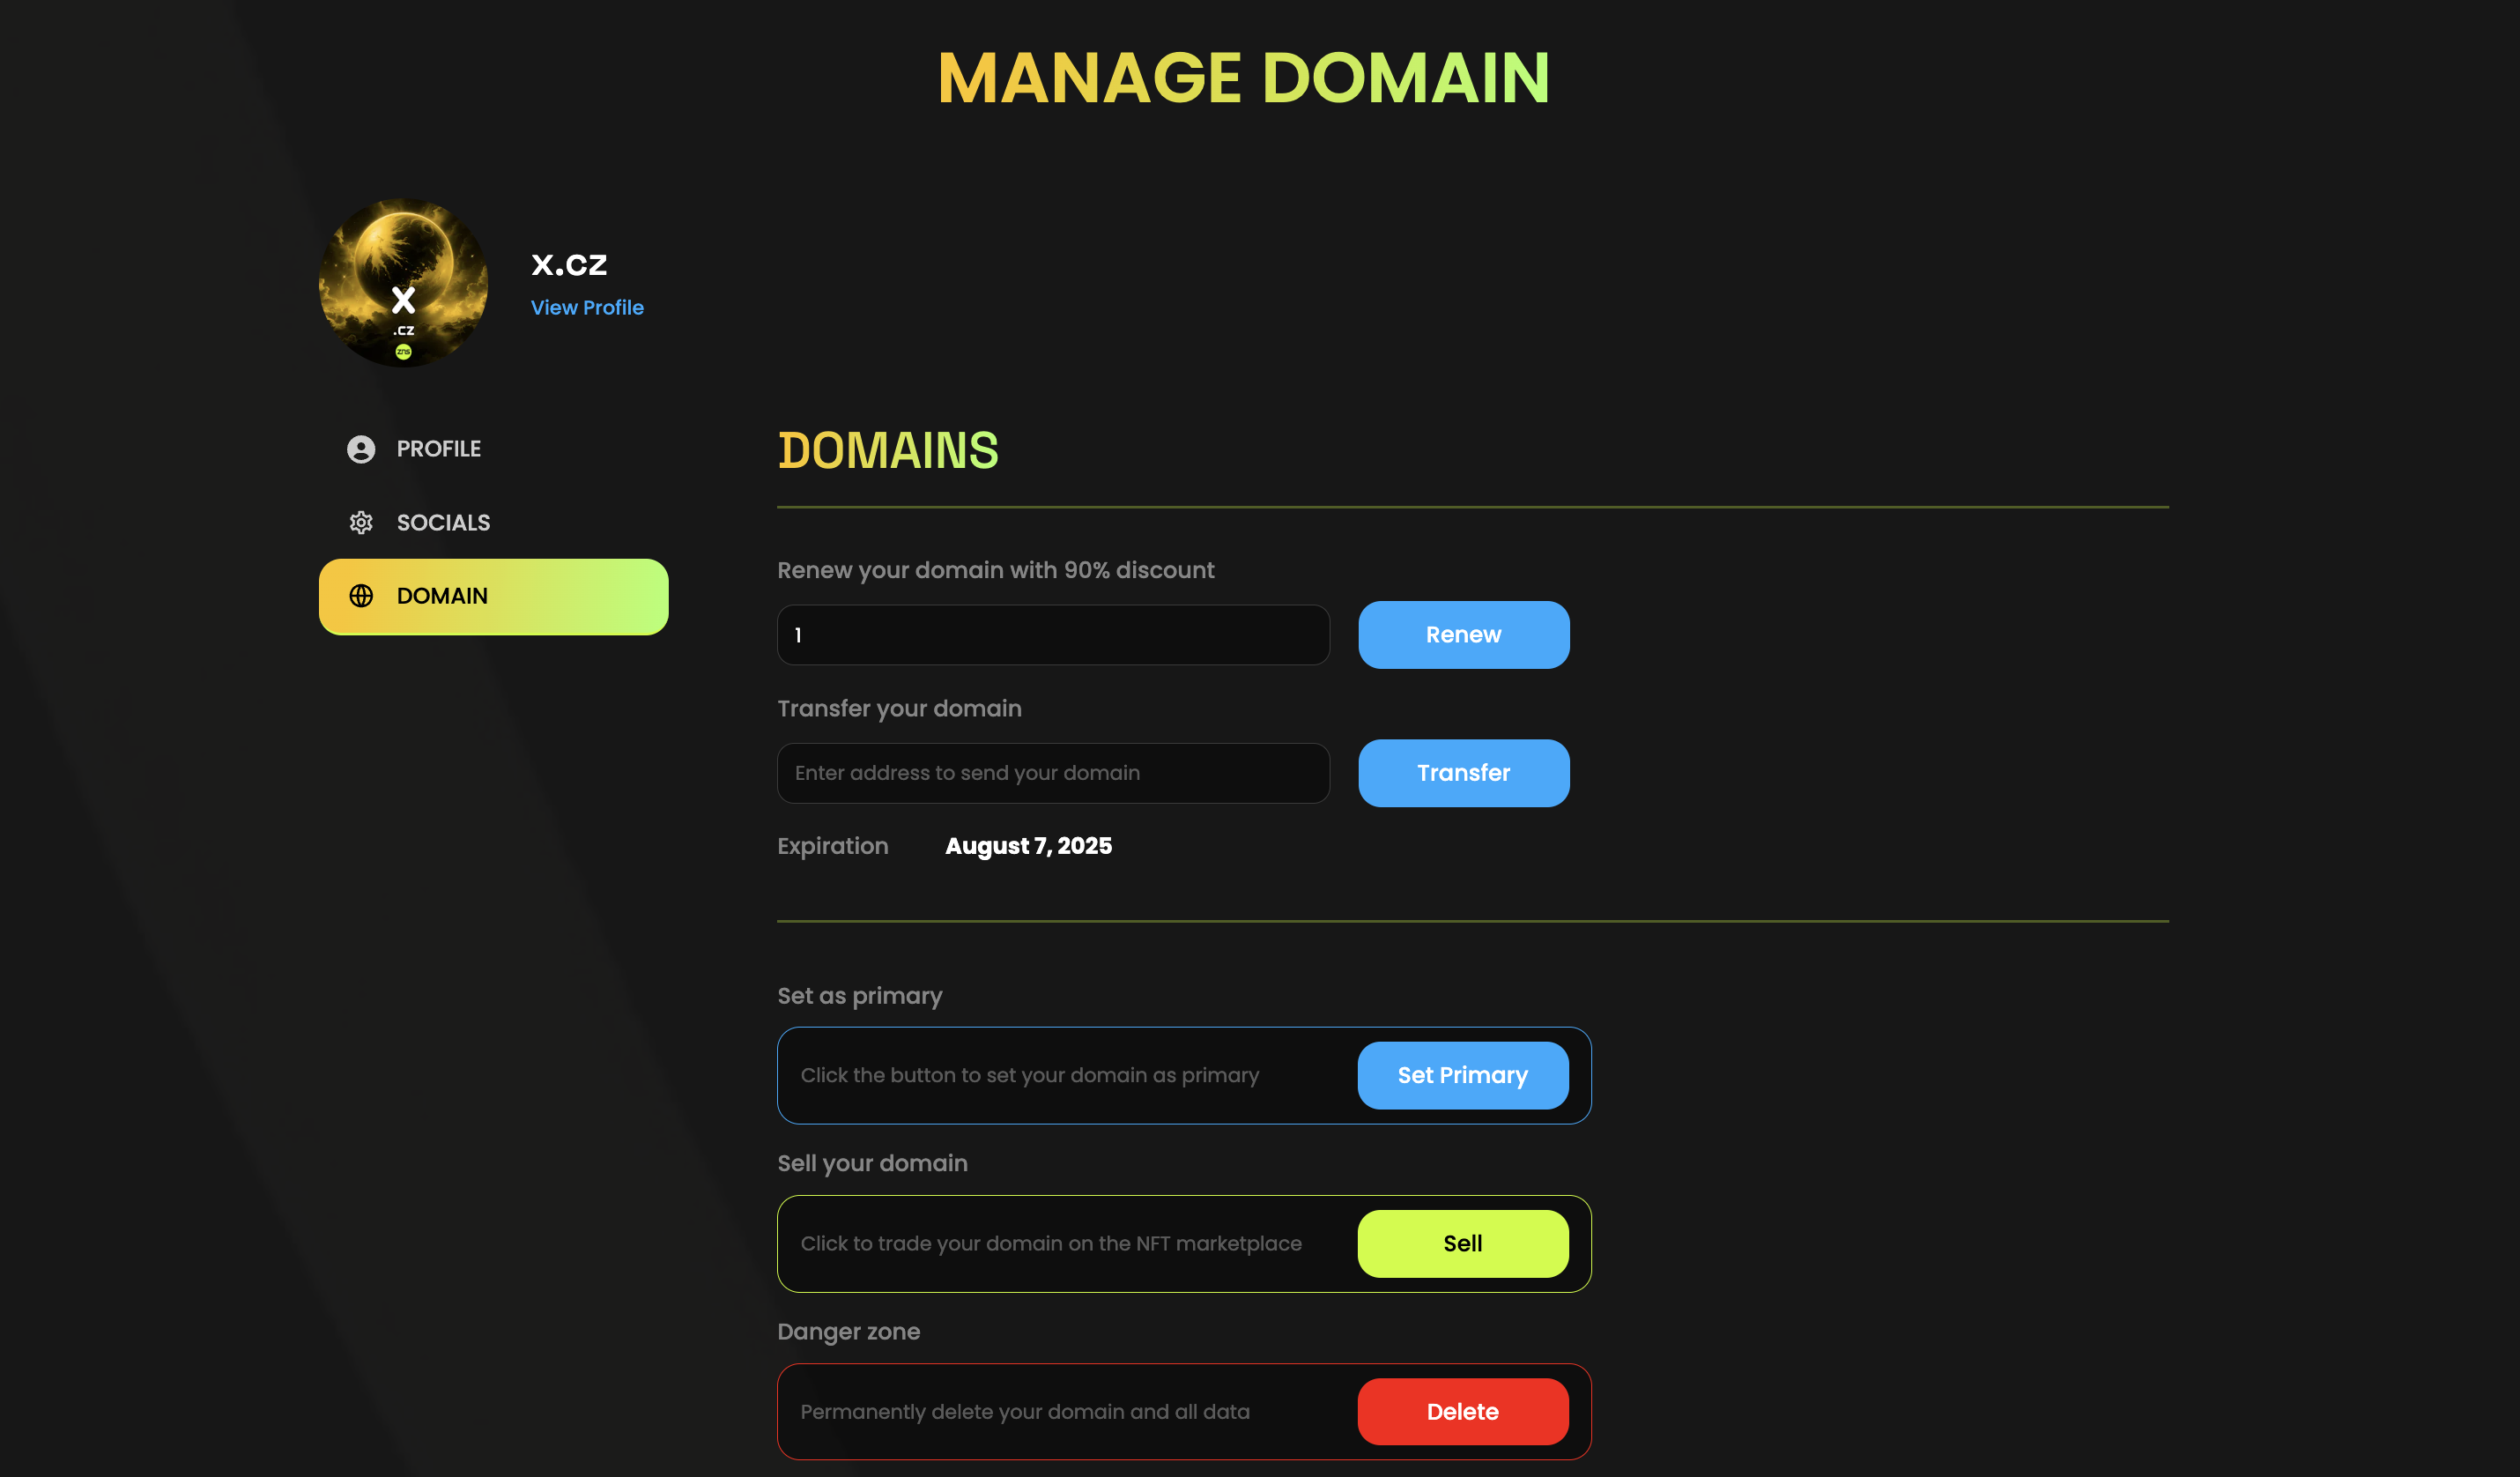 MANAGE DOMAIN
x
.cz
zns
x.cz
View Profile
PROFILE
SOCIALS
DOMAIN
DOMAINS
Renew your domain with 90% discount
1
Renew
Transfer your domain
Enter address to send your domain
Transfer
Expiration August 7, 2025
Set as primary
Click the button to set your domain as primary
Set Primary
Sell your domain
Click to trade your domain on the NFT marketplace
Sell
Danger zone
Permanently delete your domain and all data
Delete